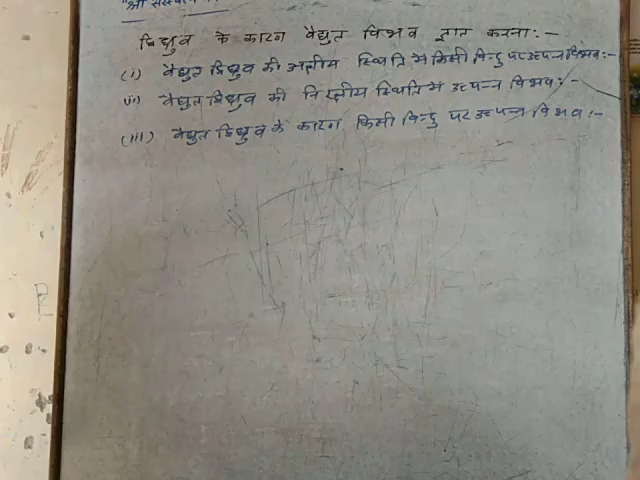 द्विध्रुव के कारण वैद्युत विभव ज्ञात करना:-
(i) वैद्युत द्विध्रुव की अक्षीय स्थिति में किसी बिन्दु पर उत्पन्न विभव:-
(ii) वैद्युत द्विध्रुव की निरक्षीय स्थिति में उत्पन्न विभव:-
(iii) वैद्युत द्विध्रुव के कारण किसी बिन्दु पर उत्पन्न विभव:-